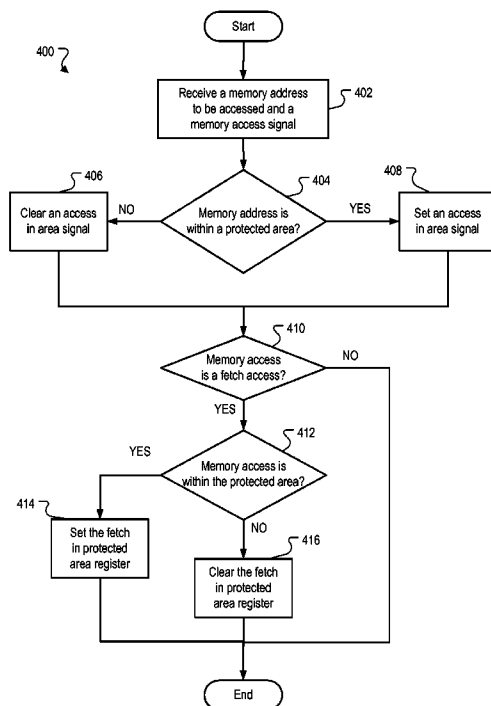 Start
400
Receive a memory address
to be accessed and a
memory access signal
402
406
404
408
Clear an access
in area signal
NO
Memory address is
within a protected area?
YES
Set an access
in area signal
410
Memory access
is a fetch access?
NO
YES
412
YES
Memory access is
within the protected area?
414
NO
416
Set the fetch
in protected
area register
Clear the fetch
in protected
area register
End